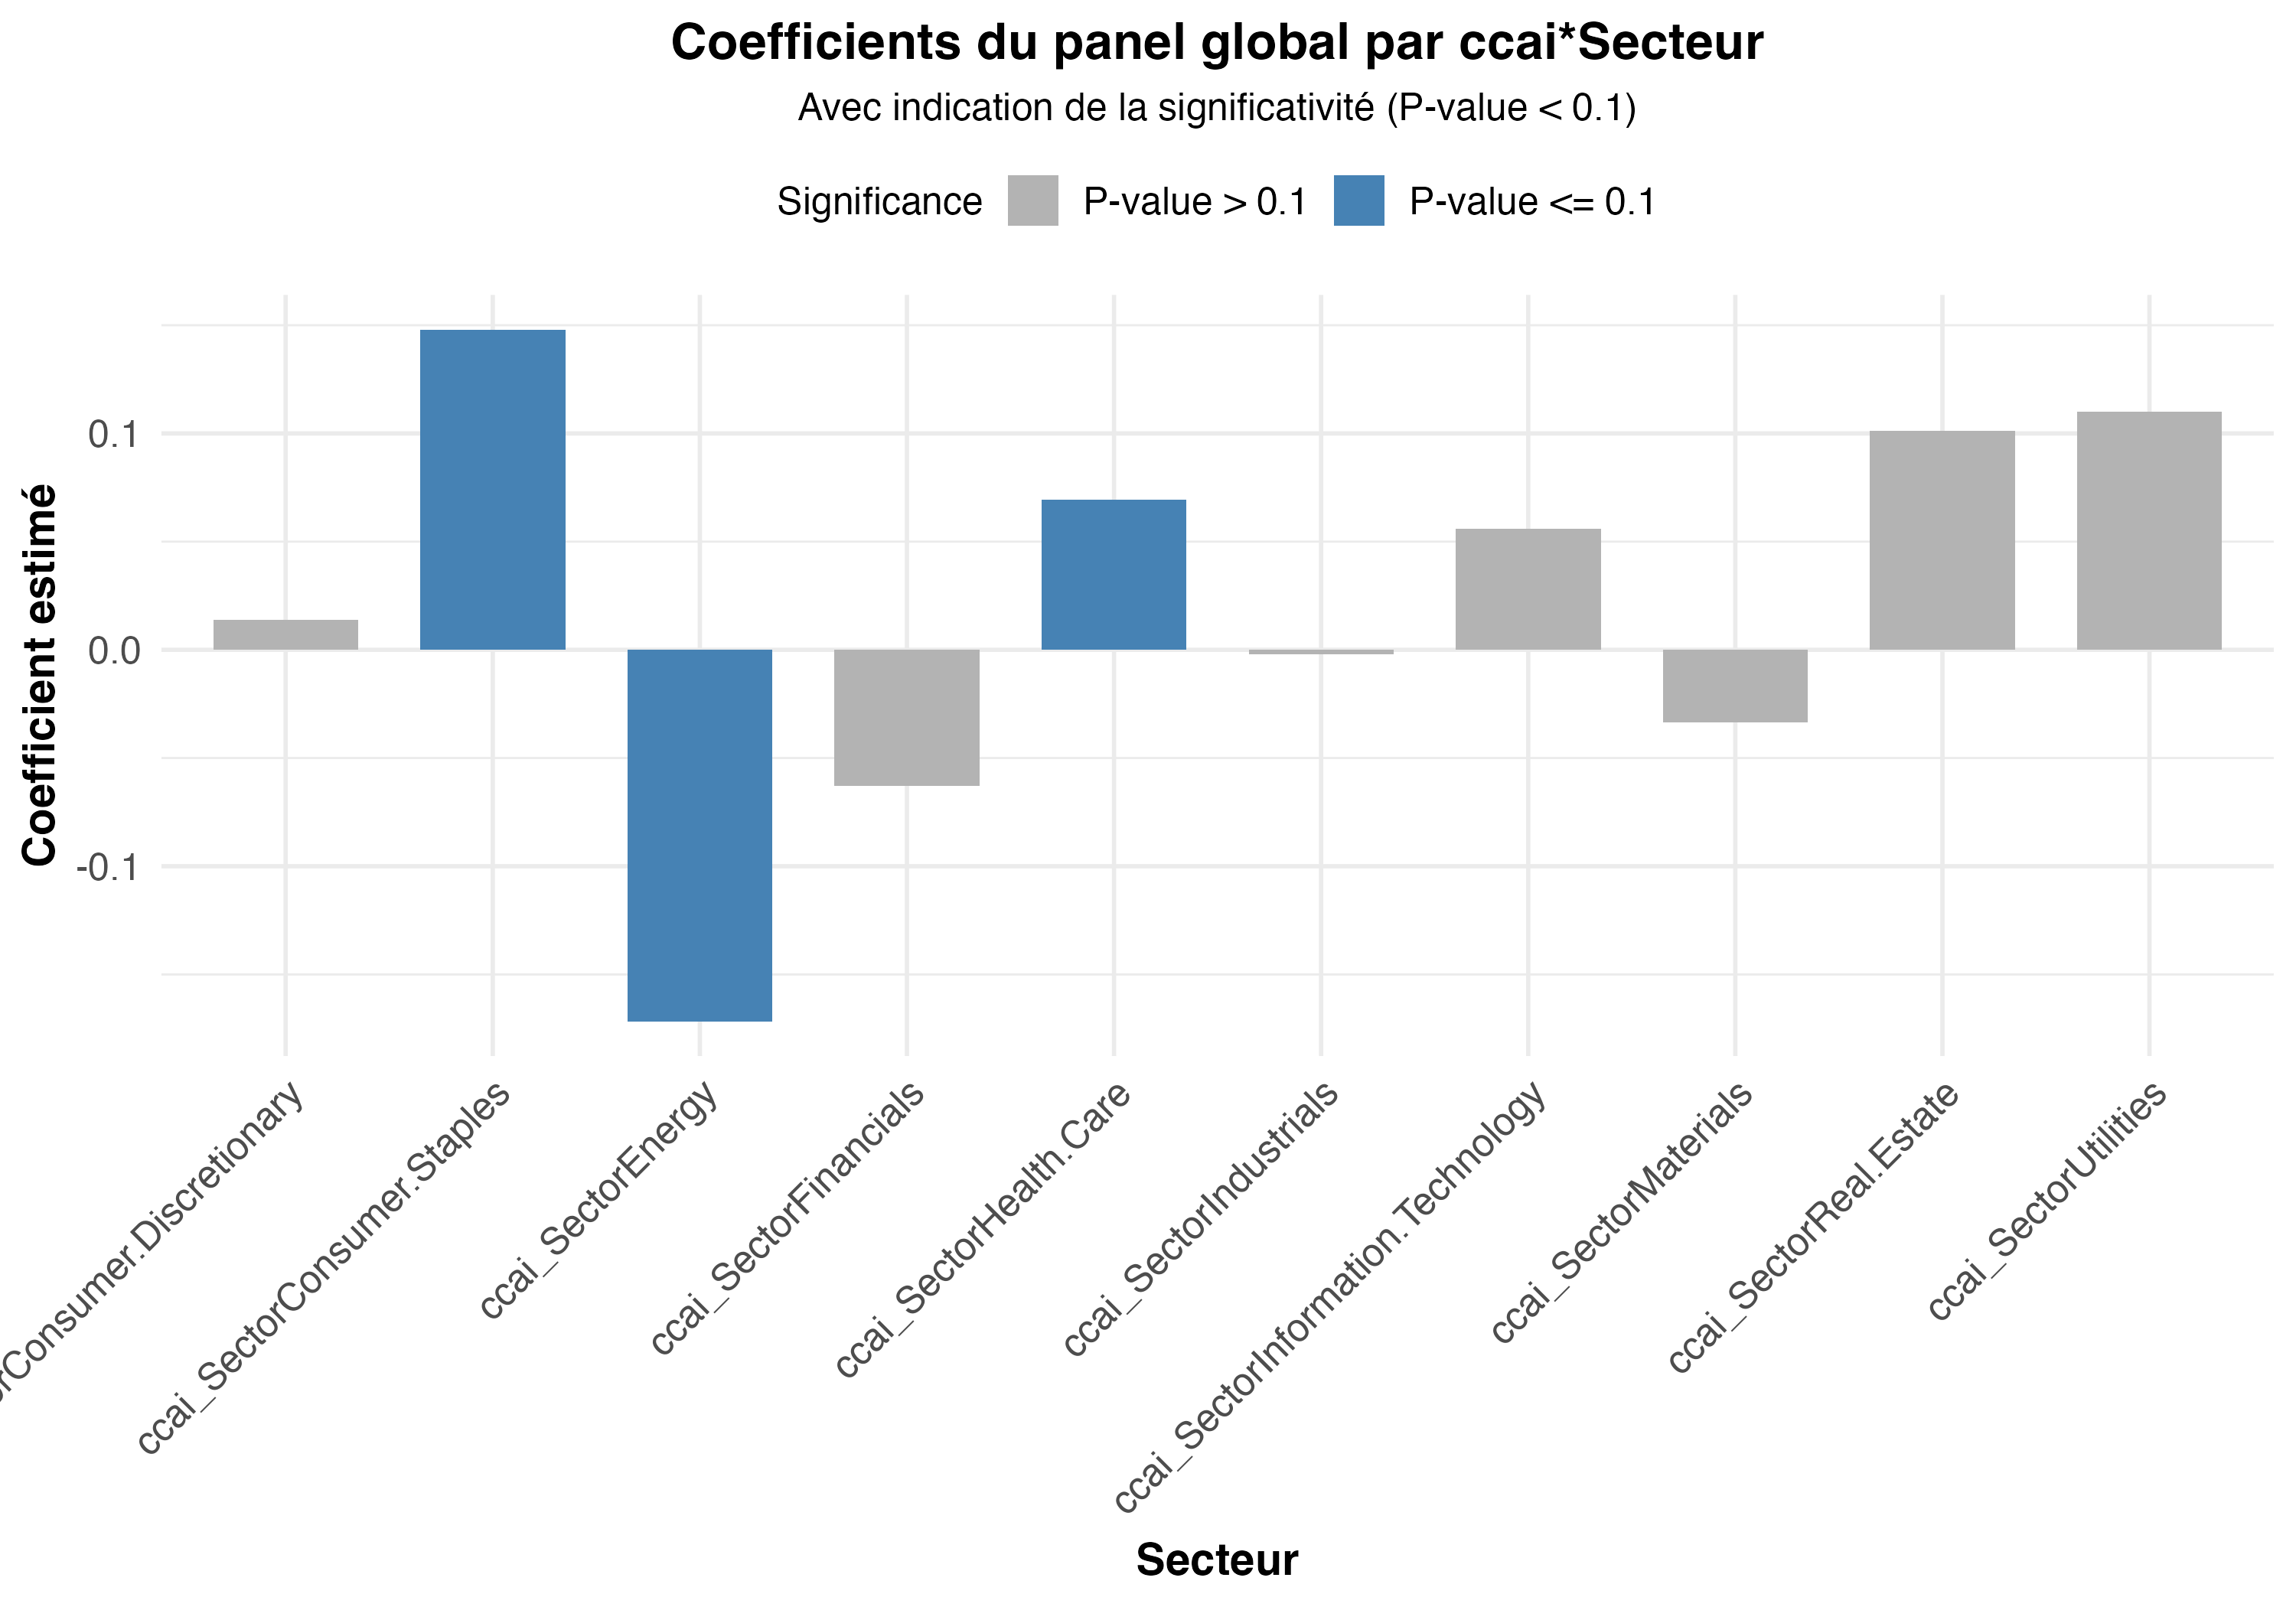 Coefficients du panel global par ccai*Secteur
Avec indication de la significativité (P-value < 0.1)
Significance P-value > 0.1 P-value <= 0.1
Coefficient estimé
0.1
0.0
-0.1
rConsumer.Discretionary
ccai_SectorConsumer.Staples
ccai_SectorEnergy
ccai_SectorFinancials
ccai_SectorHealth.Care
ccai_SectorIndustrials
ccai_SectorInformation.Technology
ccai_SectorMaterials
ccai_SectorReal.Estate
ccai_SectorUtilities
Secteur